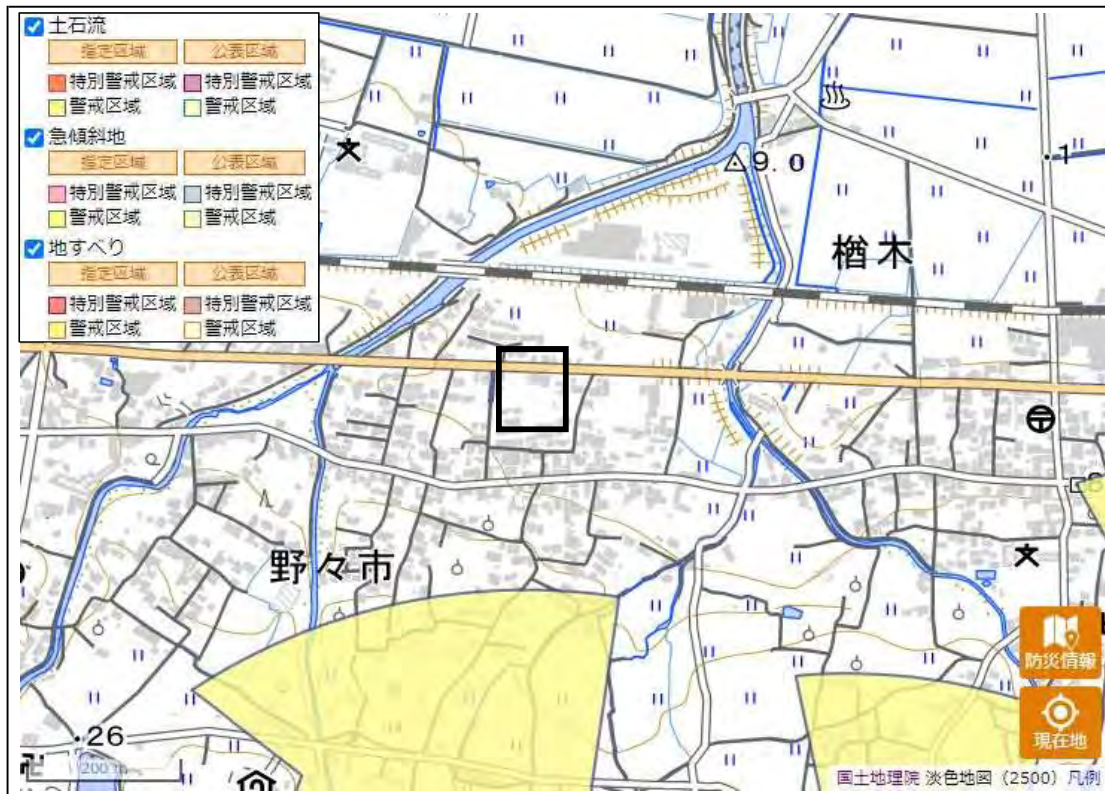 土石流
指定区域 公表区域
特別警戒区域 特別警戒区域
警戒区域 警戒区域
急傾斜地
指定区域 公表区域
特別警戒区域 特別警戒区域
警戒区域 警戒区域
地すべり
指定区域 公表区域
特別警戒区域 特別警戒区域
警戒区域 警戒区域
9.0
1
楢木
野々市
26
200m
防災情報
現在地
国土地理院 淡色地図（2500）凡例